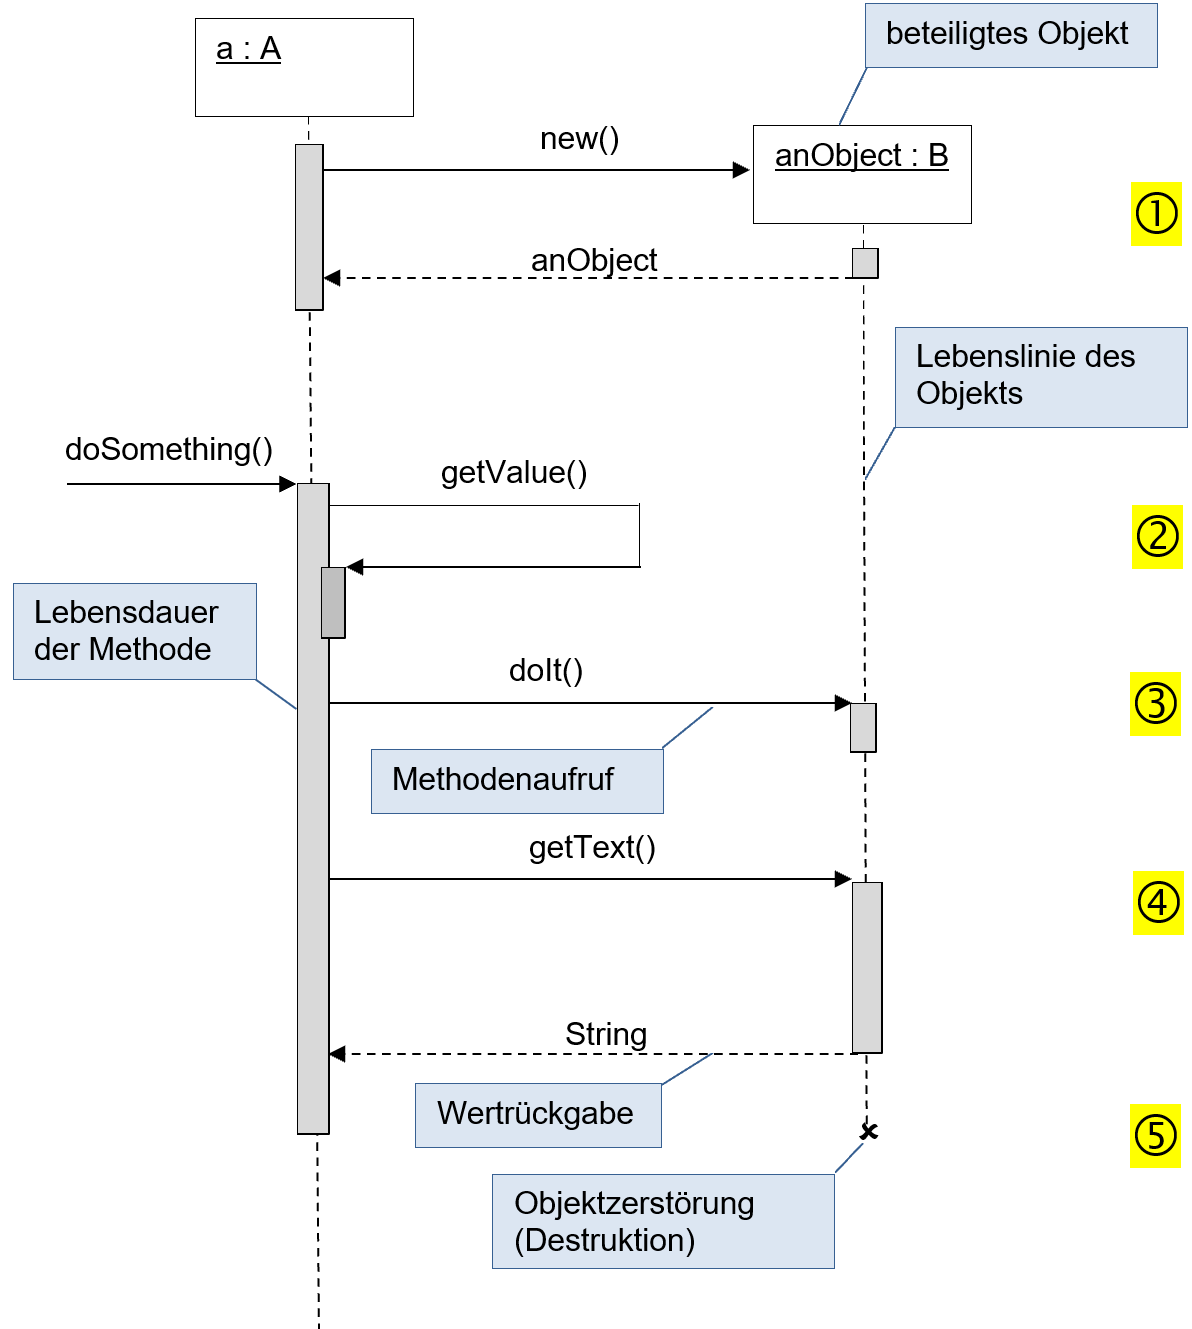 beteiligtes Objekt
a : A
new()
anObject : B
①
anObject
Lebenslinie des
Objekts
doSomething()
getValue()
②
Lebensdauer
der Methode
doIt()
③
Methodenaufruf
getText()
④
String
Wertrückgabe
⑤
Objektzerstörung
(Destruktion)